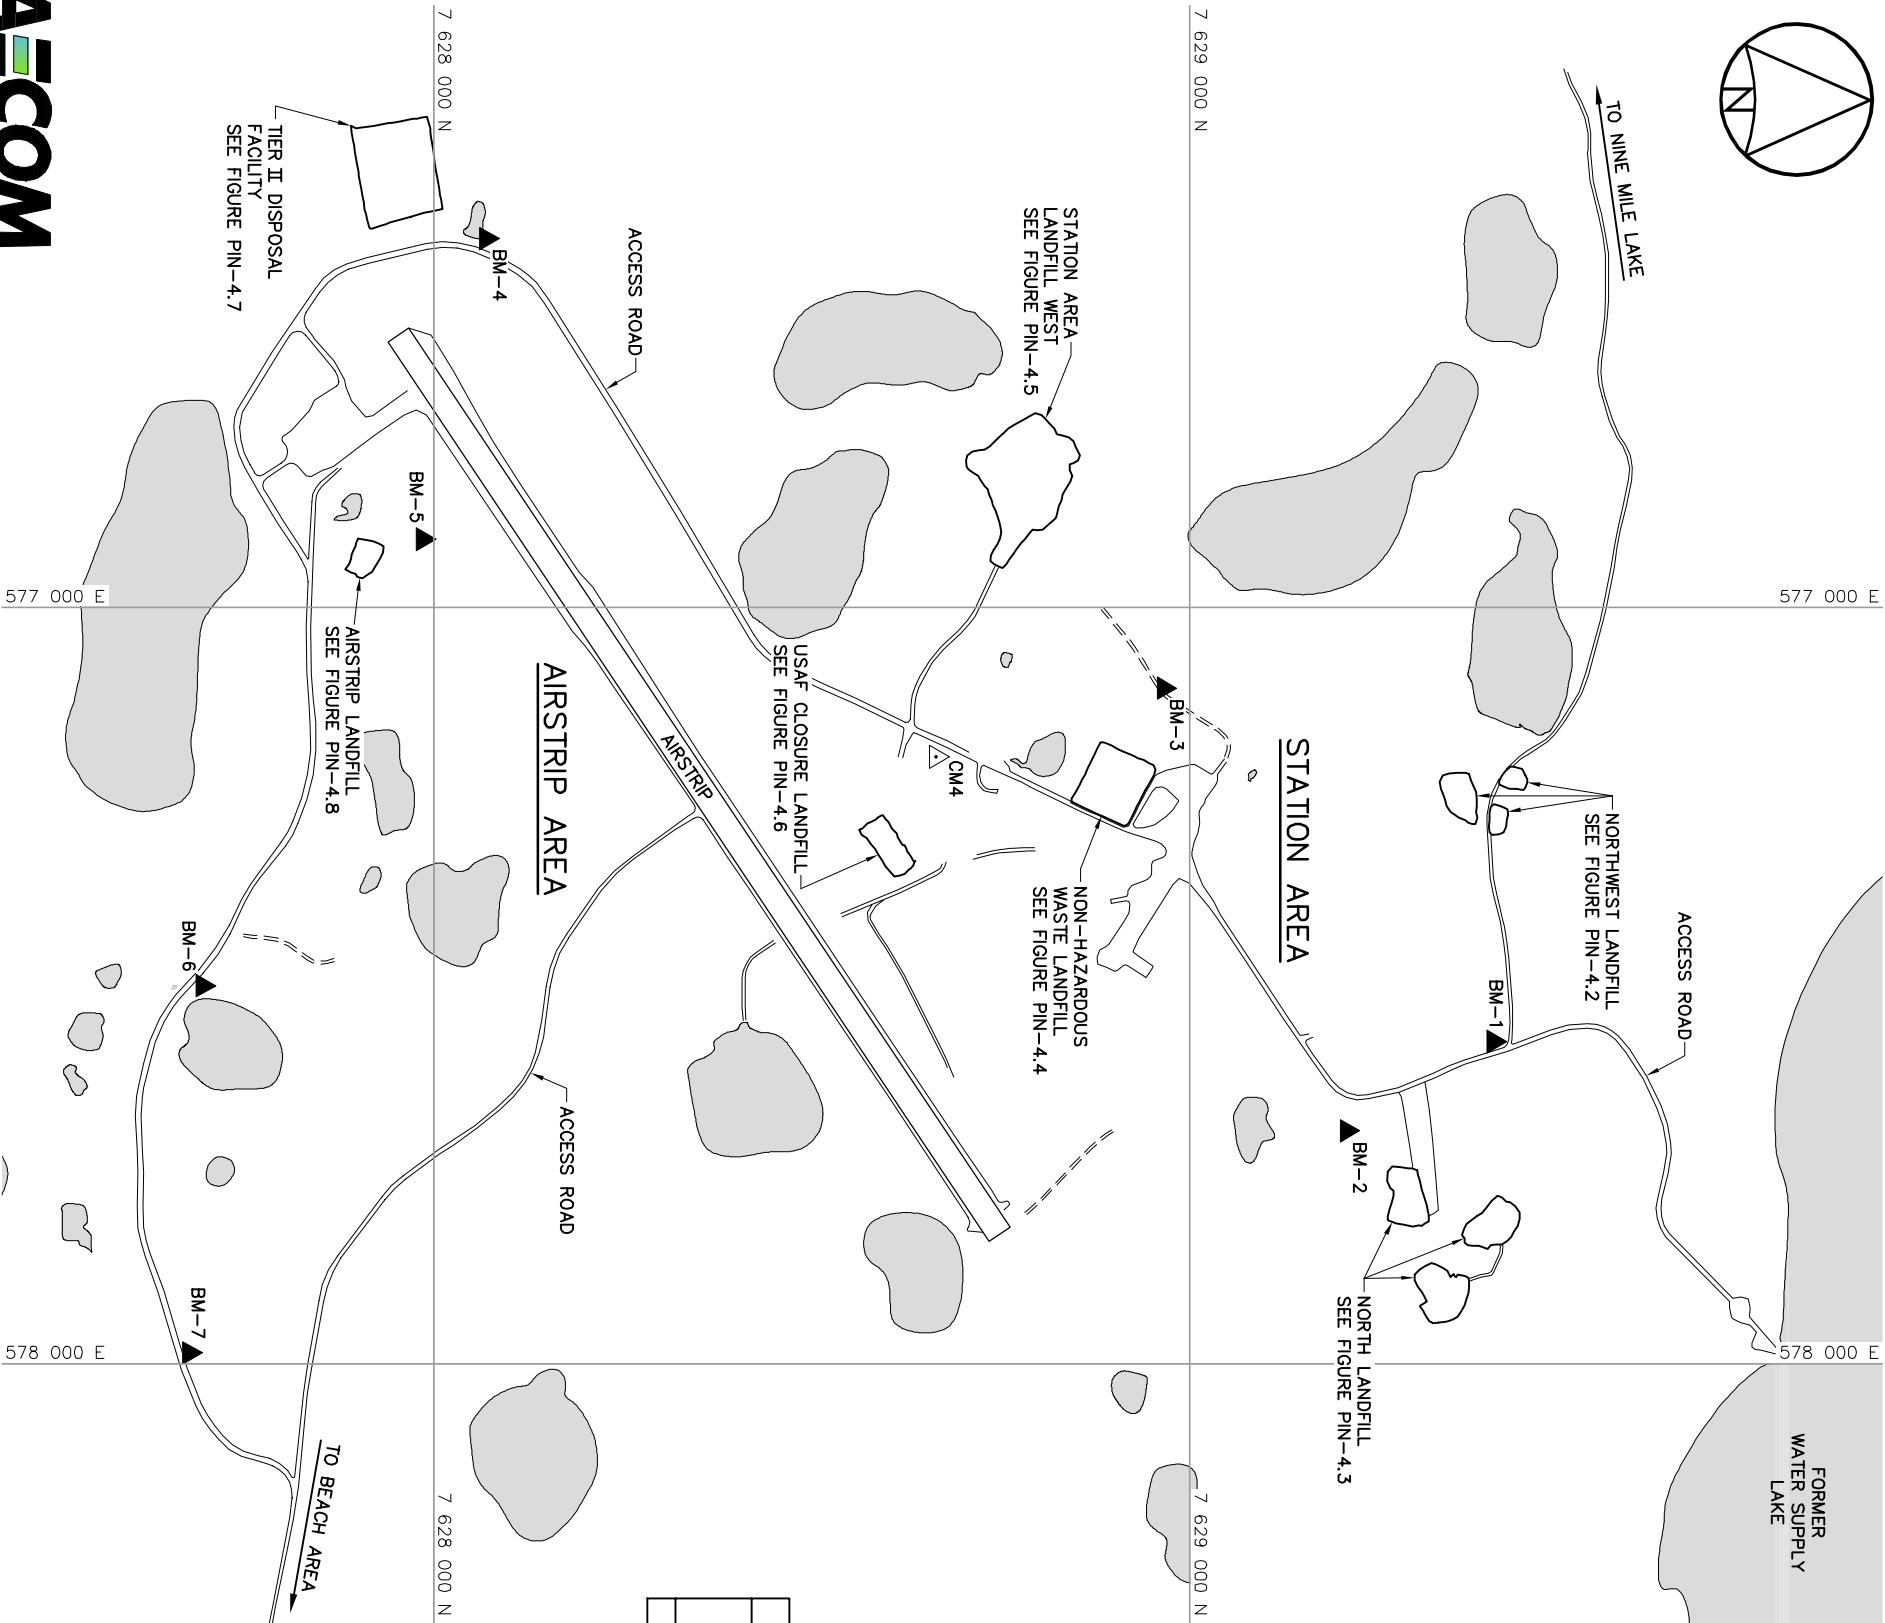 AECOM
N
7 628 000 N
7 629 000 N
TO NINE MILE LAKE
TIER II DISPOSAL
FACILITY
SEE FIGURE PIN-4.7
BM-4
ACCESS ROAD
STATION AREA
LANDFILL WEST
SEE FIGURE PIN-4.5
BM-5
577 000 E
577 000 E
AIRSTRIP LANDFILL
SEE FIGURE PIN-4.8
AIRSTRIP AREA
AIRSTRIP
USAF CLOSURE LANDFILL
SEE FIGURE PIN-4.6
CM4
BM-3
STATION AREA
NORTHWEST LANDFILL
SEE FIGURE PIN-4.2
NON-HAZARDOUS
WASTE LANDFILL
SEE FIGURE PIN-4.4
ACCESS ROAD
BM-1
BM-6
ACCESS ROAD
BM-2
BM-7
NORTH LANDFILL
SEE FIGURE PIN-4.3
578 000 E
578 000 E
FORMER
WATER SUPPLY
LAKE
TO BEACH AREA
7 628 000 N
7 629 000 N